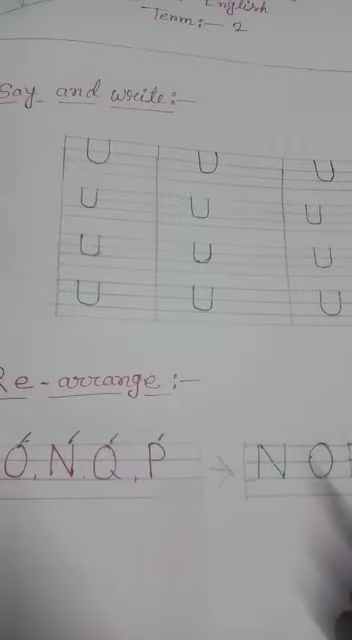 English
Term:- 2
Say and write:-
U U U
U U U
U U U
U U U
Re-arrange:-
O, N, Q, P → N O